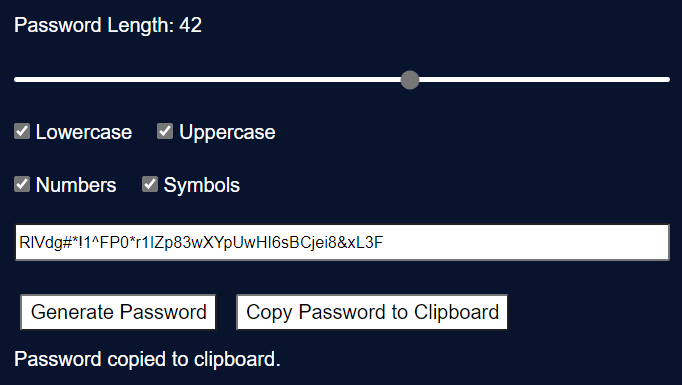 Password Length: 42
Lowercase Uppercase
Numbers Symbols
RlVdg#*!1^FP0*r1IZp83wXYpUwHI6sBCjei8&xL3F
Generate Password Copy Password to Clipboard
Password copied to clipboard.